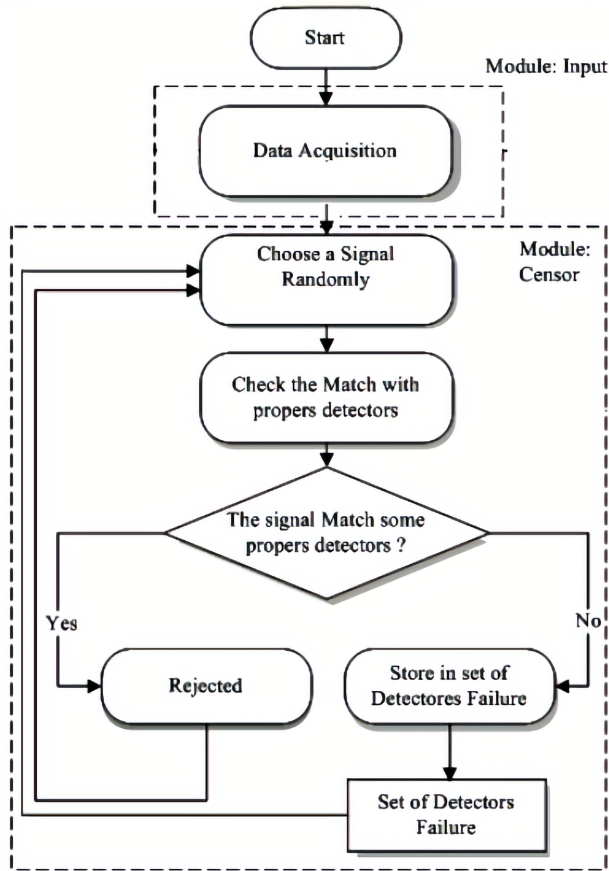 Start
Module: Input
Data Acquisition
Choose a Signal
Randomly
Module:
Censor
Check the Match with
propers detectors
The signal Match some
propers detectors ?
Yes
No
Rejected
Store in set of
Detectores Failure
Set of Detectors
Failure